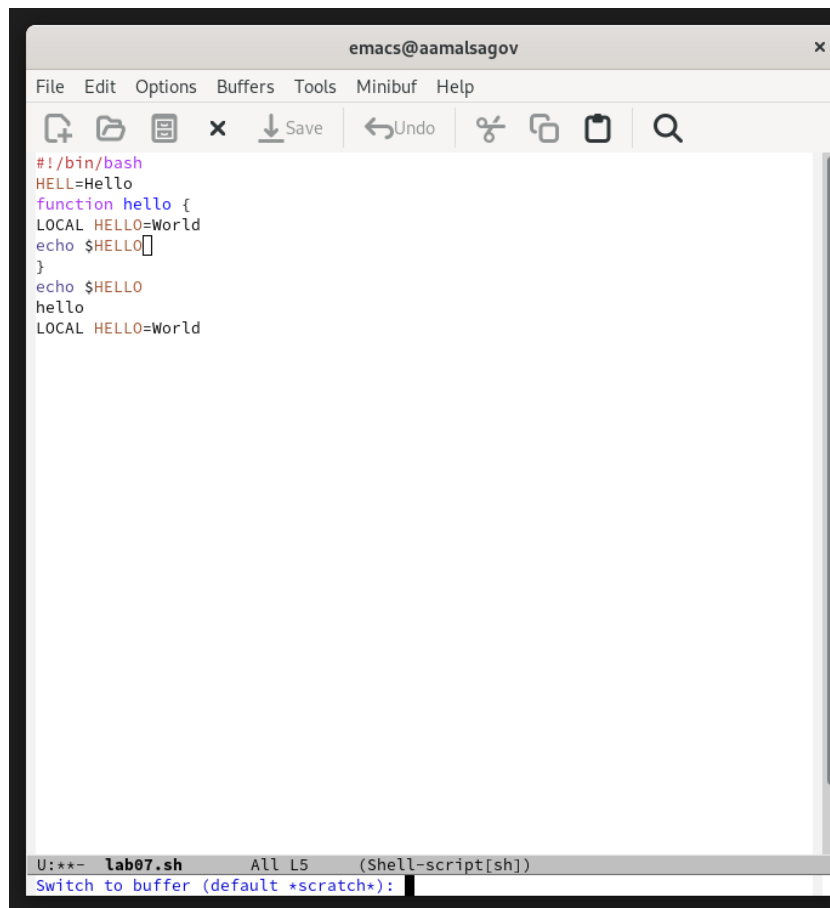 emacs@aamalsagov ×
File Edit Options Buffers Tools Minibuf Help
Save Undo
#!/bin/bash
HELL=Hello
function hello {
LOCAL HELLO=World
echo $HELLO
}
echo $HELLO
hello
LOCAL HELLO=World
U:**- lab07.sh All L5 (Shell-script[sh])
Switch to buffer (default *scratch*):